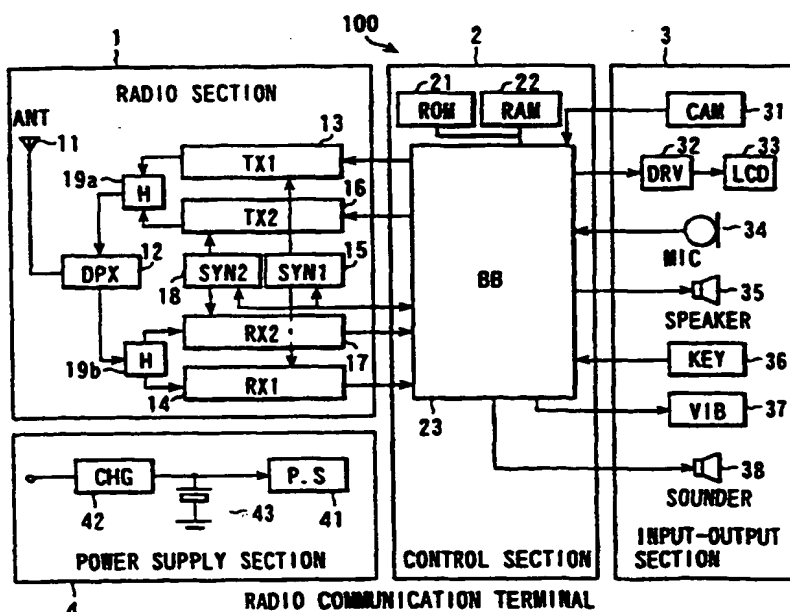 100
1
2
3
RADIO SECTION
ANT
11
13
TX1
19a
H
16
TX2
12
DPX
18
SYN2
SYN1
15
RX2
17
19b
H
14
RX1
21
ROM
22
RAM
BB
23
CAM
31
32
DRV
33
LCD
34
MIC
35
SPEAKER
KEY
36
VIB
37
38
SOUNDER
CHG
42
43
P.S
41
POWER SUPPLY SECTION
CONTROL SECTION
INPUT-OUTPUT
SECTION
4
RADIO COMMUNICATION TERMINAL